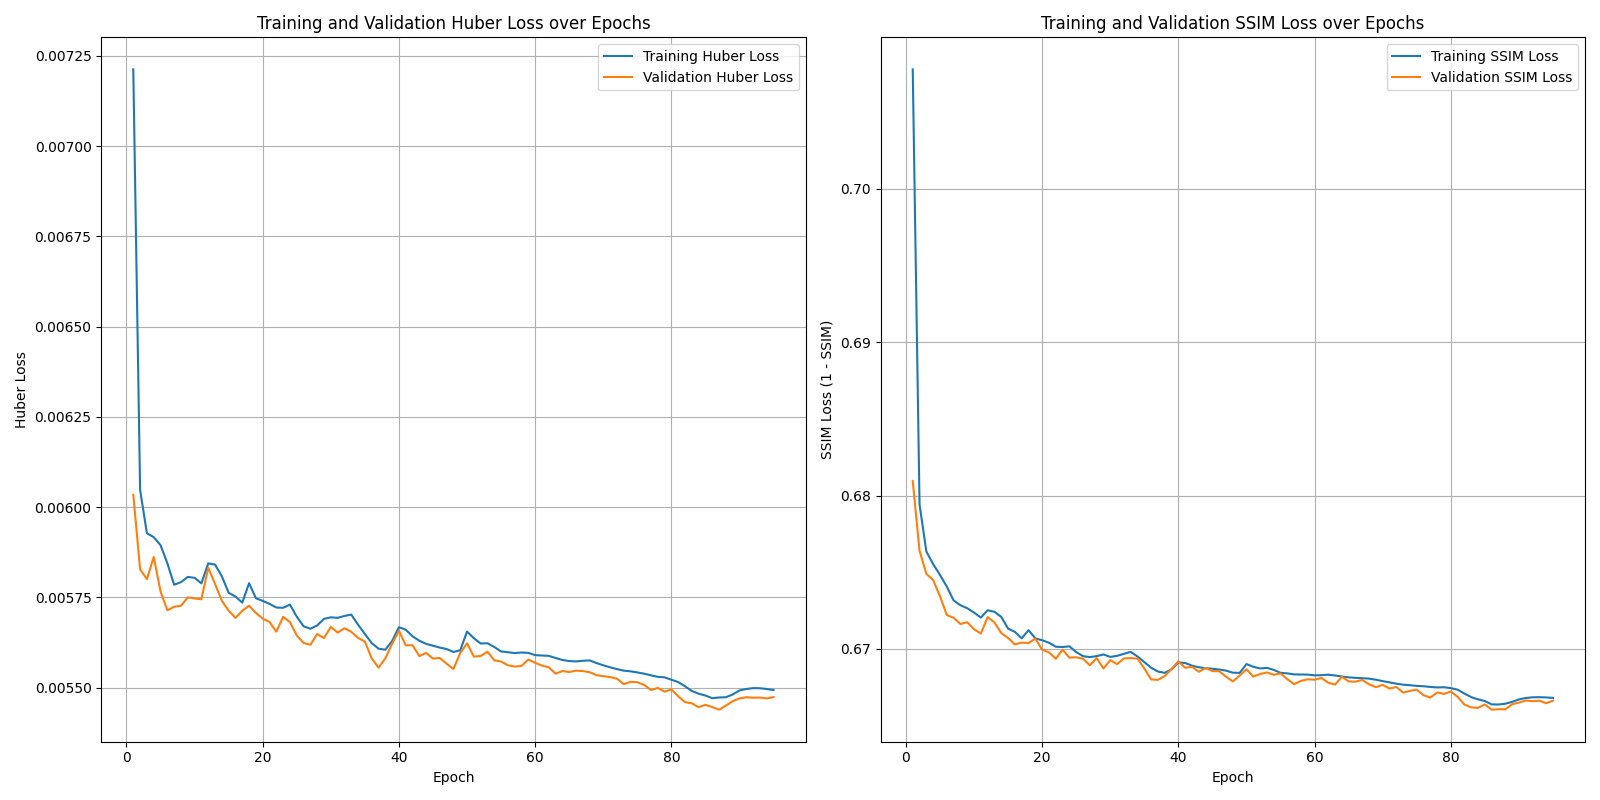 Training and Validation Huber Loss over Epochs
Huber Loss
0.00725
0.00700
0.00675
0.00650
0.00625
0.00600
0.00575
0.00550
Training Huber Loss
Validation Huber Loss
0
20
40
60
80
Epoch
Training and Validation SSIM Loss over Epochs
SSIM Loss (1 - SSIM)
0.70
0.69
0.68
0.67
Training SSIM Loss
Validation SSIM Loss
0
20
40
60
80
Epoch